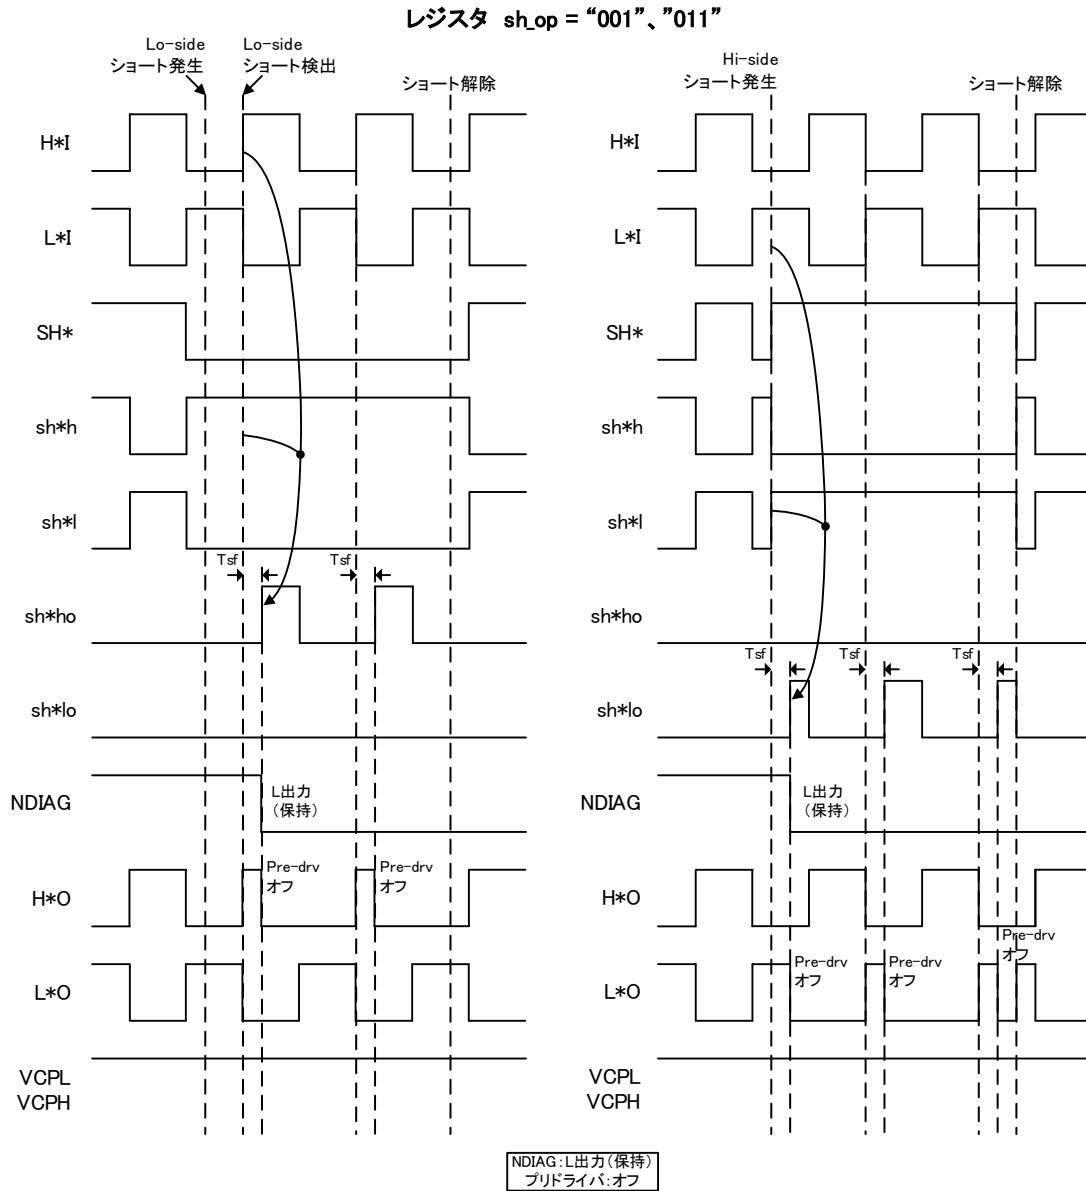 レジスタ sh_op = “001”、”011”
Lo-side
ショート発生
Lo-side
ショート検出
ショート解除
H*I
L*I
SH*
sh*h
sh*l
Tsf
Tsf
sh*ho
sh*lo
NDIAG
L出力
（保持）
H*O
Pre-drv
オフ
Pre-drv
オフ
L*O
VCPL
VCPH
Hi-side
ショート発生
ショート解除
H*I
L*I
SH*
sh*h
sh*l
sh*ho
Tsf
Tsf
Tsf
sh*lo
NDIAG
L出力
（保持）
H*O
Pre-drv
オフ
L*O
Pre-drv
オフ
Pre-drv
オフ
VCPL
VCPH
NDIAG：L出力（保持）
プリドライバ：オフ